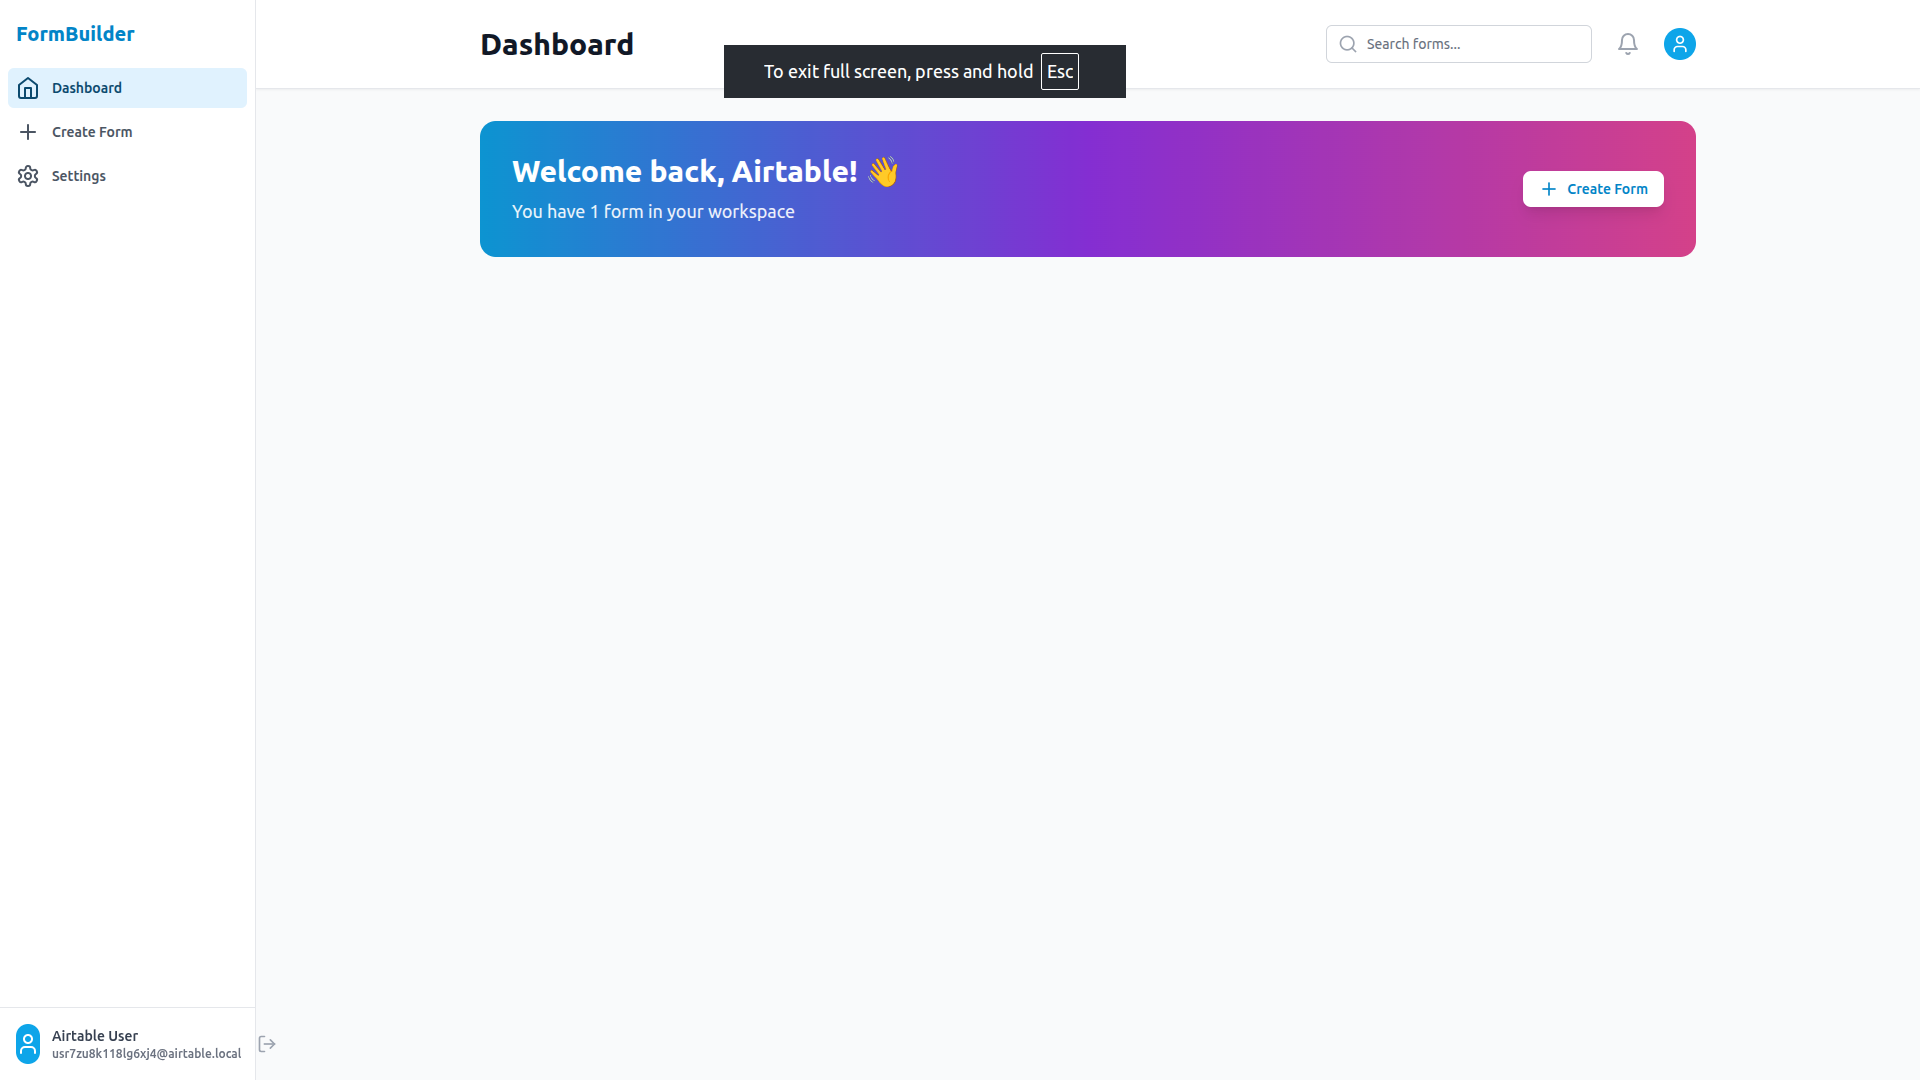 FormBuilder
Dashboard
Create Form
Settings
Dashboard
Search forms...
To exit full screen, press and hold Esc
Welcome back, Airtable! 👋
You have 1 form in your workspace
Create Form
Airtable User
usr7zu8k118lg6xj4@airtable.local